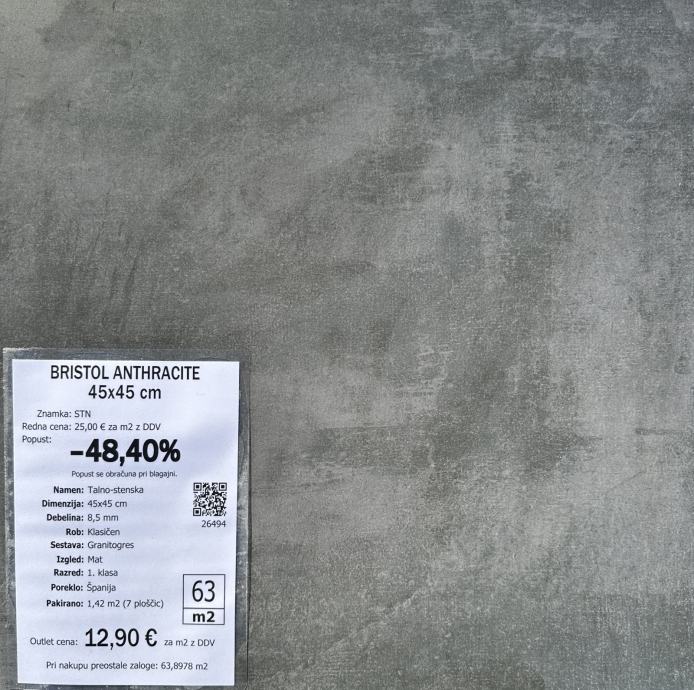 BRISTOL ANTHRACITE
45x45 cm
Znamka: STN
Redna cena: 25,00 € za m2 z DDV
Popust:
-48,40%
Popust se obračuna pri blagajni.
Namen: Talno-stenska
Dimenzija: 45x45 cm
Debelina: 8,5 mm
26494
Rob: Klasičen
Sestava: Granitogres
Izgled: Mat
Razred: 1. klasa
Poreklo: Španija
63
Pakirano: 1,42 m2 (7 ploščic)
m2
Outlet cena: 12,90 € za m2 z DDV
Pri nakupu preostale zaloge: 63,8978 m2